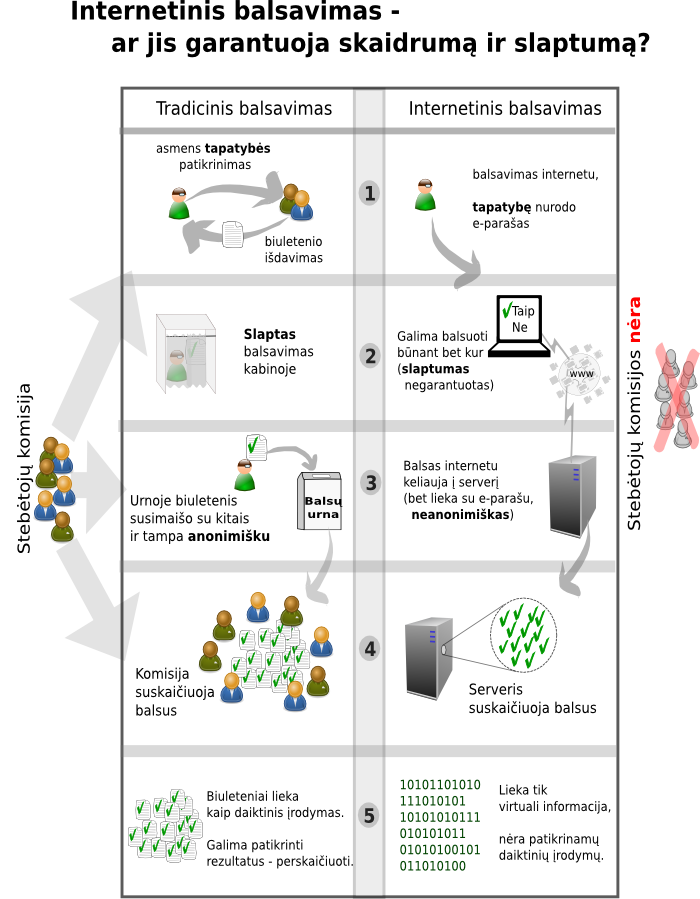 Internetinis balsavimas -
ar jis garantuoja skaidrumą ir slaptumą?
Tradicinis balsavimas
Internetinis balsavimas
asmens tapatybės
patikrinimas
biuletenio
išdavimas
1
balsavimas internetu,
tapatybę nurodo
e-parašas
Slaptas
balsavimas
kabinoje
2
Galima balsuoti
būnant bet kur
(slaptumas
negarantuotas)
Taip
Ne
www
Stebėtojų komisija
Stebėtojų komisijos nėra
Urnoje biuletenis
susimaišo su kitais
ir tampa anonimišku
Balsų
urna
3
Balsas internetu
keliauja į serverį
(bet lieka su e-parašu,
neanonimiškas)
Komisija
suskaičiuoja
balsus
4
Serveris
suskaičiuoja balsus
Biuleteniai lieka
kaip daiktinis įrodymas.
Galima patikrinti
rezultatus - perskaičiuoti.
5
10101101010
111010101
10101010111
010101011
01010100101
011010100
Lieka tik
virtuali informacija,
nėra patikrinamų
daiktinių įrodymų.